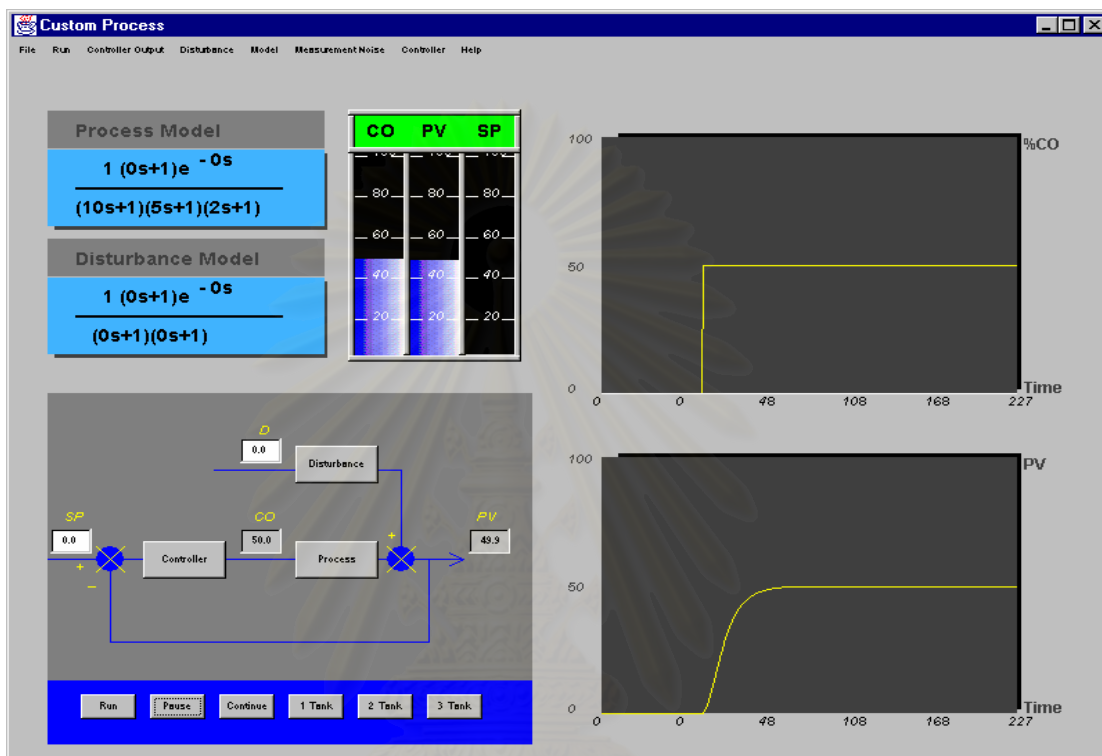 Custom Process
File Run Controller Output Disturbance Model Measurement Noise Controller Help
Process Model
1 (0s+1)e - 0s
(10s+1)(5s+1)(2s+1)
Disturbance Model
1 (0s+1)e - 0s
(0s+1)(0s+1)
CO PV SP
100 100 100
80 80 80
60 60 60
40 40 40
20 20 20
100
%CO
50
0
Time
0 0 48 108 168 227
100
PV
50
0
Time
0 0 48 108 168 227
D
0.0
Disturbance
SP
0.0
CO
50.0
PV
49.9
+
+
−
Controller
Process
Run Pause Continue 1 Tank 2 Tank 3 Tank